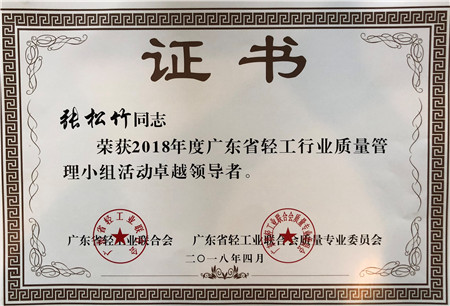 证书
张松竹同志
荣获2018年度广东省轻工行业质量管
理小组活动卓越领导者。
广东省轻工业联合会 广东省轻工业联合会质量专业委员会
二〇一八年四月